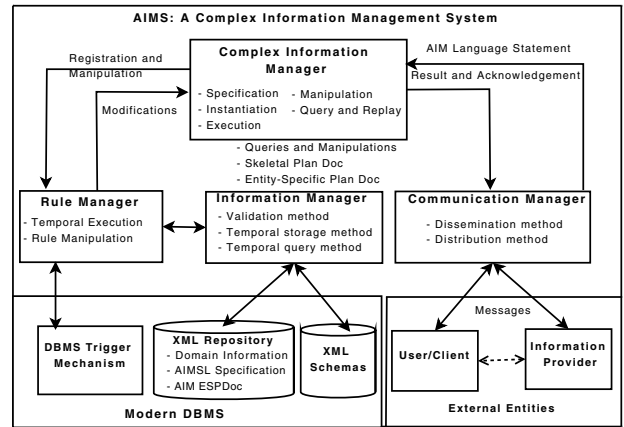 AIMS: A Complex Information Management System
Registration and
Manipulation
Modifications
Complex Information
Manager
- Specification
- Instantiation
- Execution
- Manipulation
- Query and Replay
AIM Language Statement
Result and Acknowledgement
- Queries and Manipulations
- Skeletal Plan Doc
- Entity-Specific Plan Doc
Rule Manager
- Temporal Execution
- Rule Manipulation
Information Manager
- Validation method
- Temporal storage method
- Temporal query method
Communication Manager
- Dissemination method
- Distribution method
DBMS Trigger
Mechanism
XML Repository
- Domain Information
- AIMSL Specification
- AIM ESPDoc
XML
Schemas
Modern DBMS
Messages
User/Client
Information
Provider
External Entities